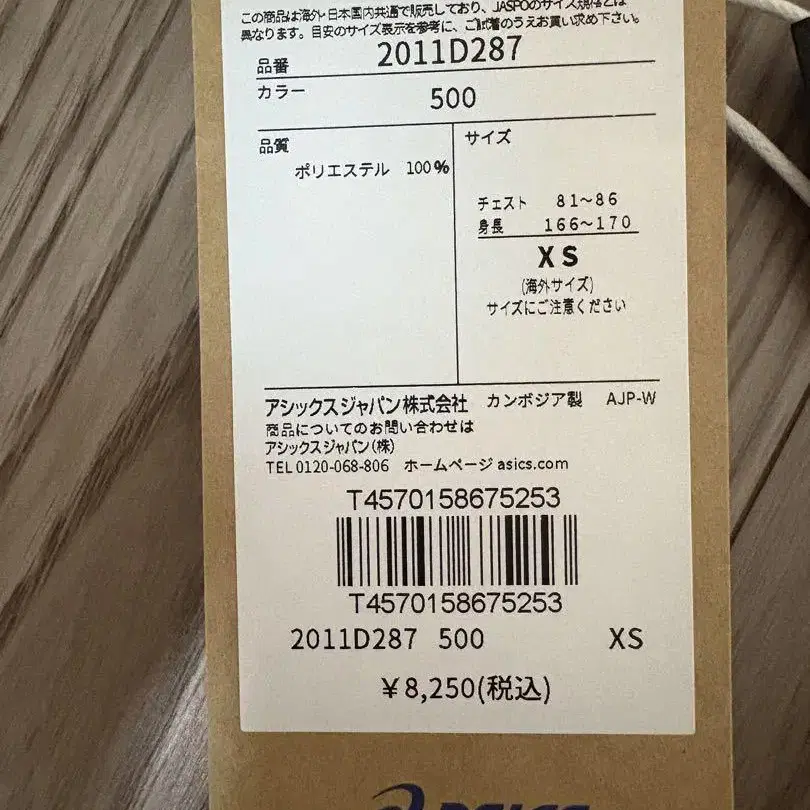 この商品は海外・日本国内共通で販売しており、JASPOのサイズ規格とは
異なります。目安のサイズ表示を参考に、ご試着のうえお買い求め下さい。
品番 2011D287
カラー 500
品質
ポリエステル 100%
サイズ
チェスト 81~86
身長 166~170
XS
(海外サイズ)
サイズにご注意ください
アシックスジャパン株式会社 カンボジア製 AJP-W
商品についてのお問い合わせは
アシックスジャパン(株)
TEL 0120-068-806 ホームページ asics.com
T4570158675253
T4570158675253
2011D287 500 XS
¥8,250(税込)
asics